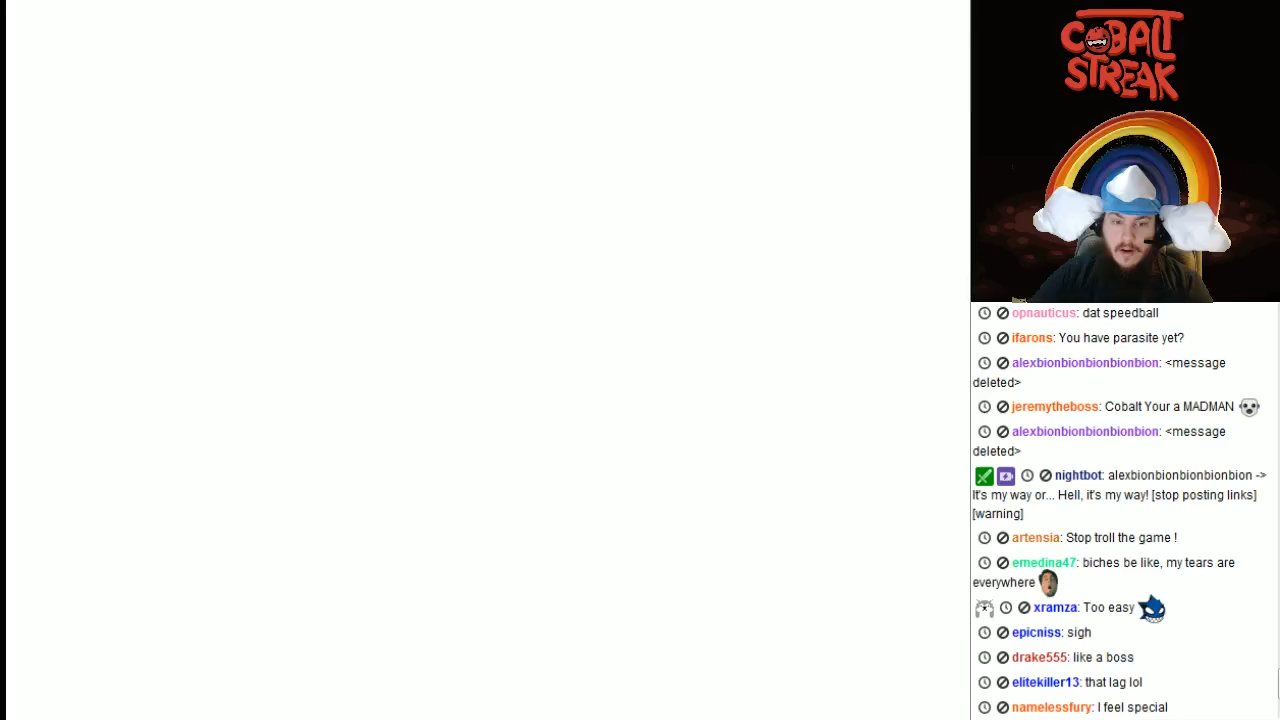 COBALT
STREAK
opnauticus: dat speedball
ifarons: You have parasite yet?
alexbionbionbionbionbion: <message
deleted>
jeremytheboss: Cobalt Your a MADMAN
alexbionbionbionbionbion: <message
deleted>
nightbot: alexbionbionbionbionbion ->
It's my way or... Hell, it's my way! [stop posting links]
[warning]
artensia: Stop troll the game !
emedina47: biches be like, my tears are
everywhere
xramza: Too easy
epicniss: sigh
drake555: like a boss
elitekiller13: that lag lol
namelessfury: I feel special